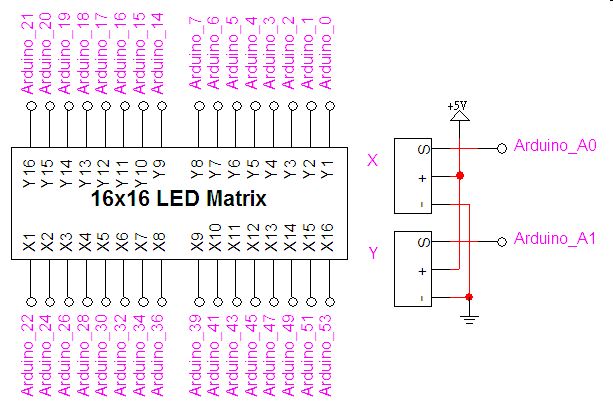 Arduino_21
Arduino_20
Arduino_19
Arduino_18
Arduino_17
Arduino_16
Arduino_15
Arduino_14
Arduino_7
Arduino_6
Arduino_5
Arduino_4
Arduino_3
Arduino_2
Arduino_1
Arduino_0
Y16
Y15
Y14
Y13
Y12
Y11
Y10
Y9
Y8
Y7
Y6
Y5
Y4
Y3
Y2
Y1
16x16 LED Matrix
X1
X2
X3
X4
X5
X6
X7
X8
X9
X10
X11
X12
X13
X14
X15
X16
Arduino_22
Arduino_24
Arduino_26
Arduino_28
Arduino_30
Arduino_32
Arduino_34
Arduino_36
Arduino_39
Arduino_41
Arduino_43
Arduino_45
Arduino_47
Arduino_49
Arduino_51
Arduino_53
+5V
X
S
+
-
Arduino_A0
Y
S
+
-
Arduino_A1